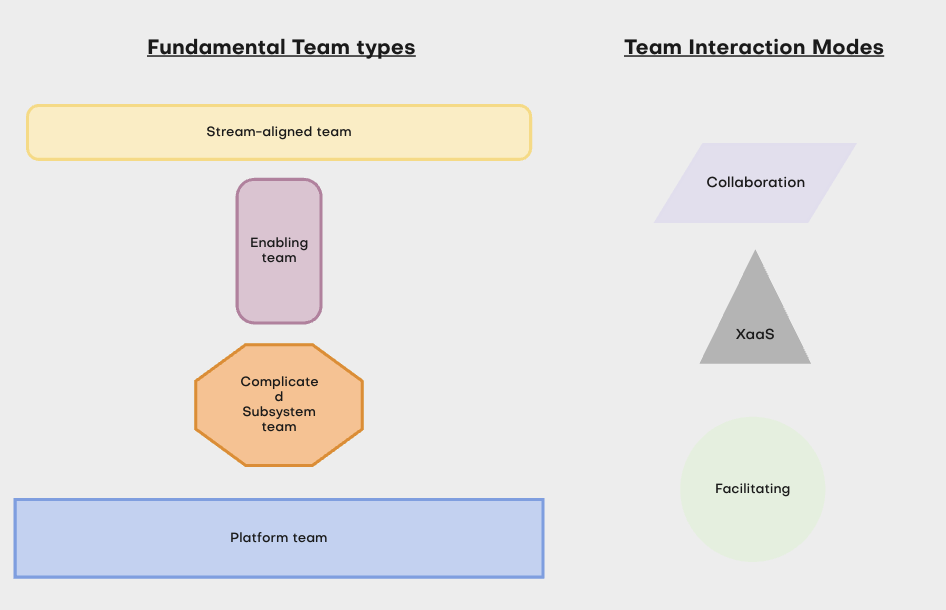 Fundamental Team types
Stream-aligned team
Enabling
team
Complicate
d
Subsystem
team
Platform team
Team Interaction Modes
Collaboration
XaaS
Facilitating